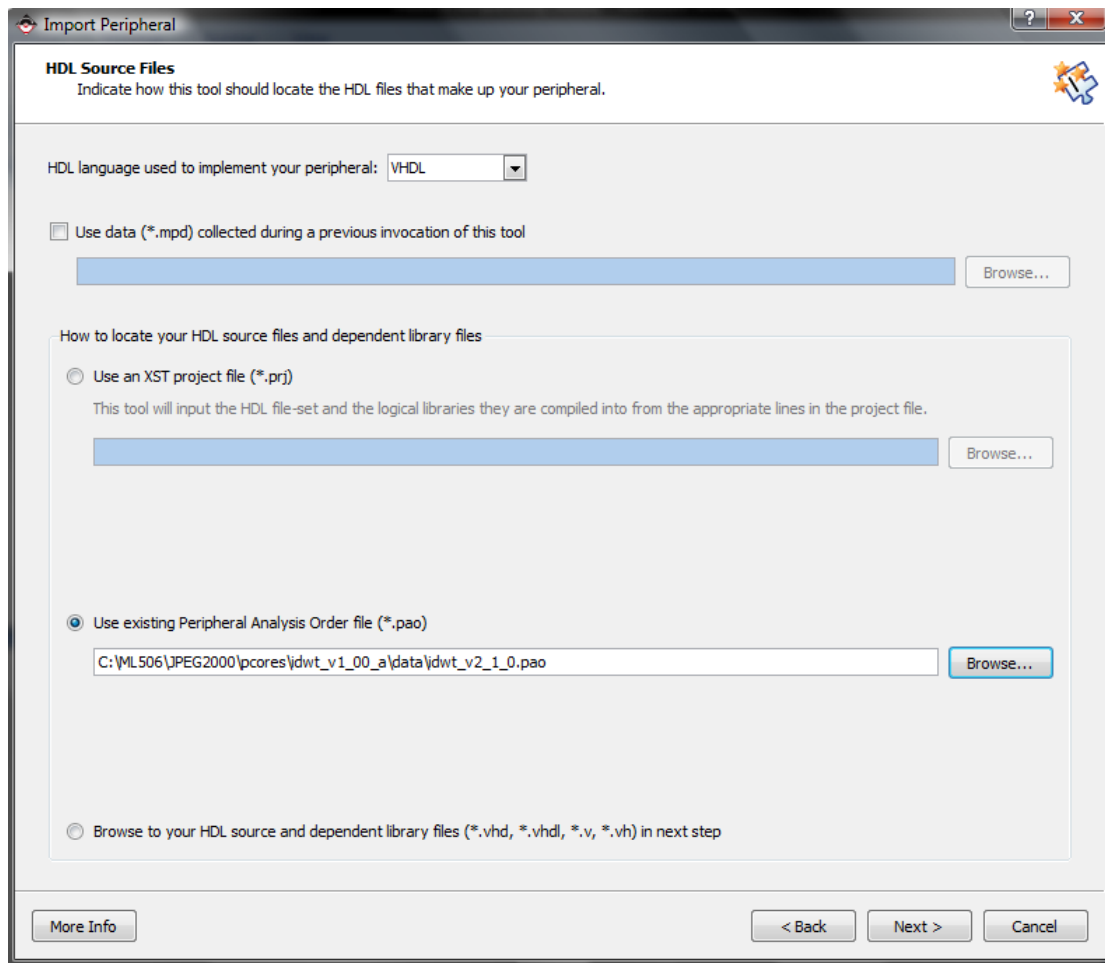 Import Peripheral
?
HDL Source Files
Indicate how this tool should locate the HDL files that make up your peripheral.
HDL language used to implement your peripheral: VHDL
Use data (*.mpd) collected during a previous invocation of this tool
Browse...
How to locate your HDL source files and dependent library files
Use an XST project file (*.prj)
This tool will input the HDL file-set and the logical libraries they are compiled into from the appropriate lines in the project file.
Browse...
Use existing Peripheral Analysis Order file (*.pao)
C:\ML506\JPEG2000\pcores\idwt_v1_00_a\data\idwt_v2_1_0.pao Browse...
Browse to your HDL source and dependent library files (*.vhd, *.vhdl, *.v, *.vh) in next step
More Info < Back Next > Cancel